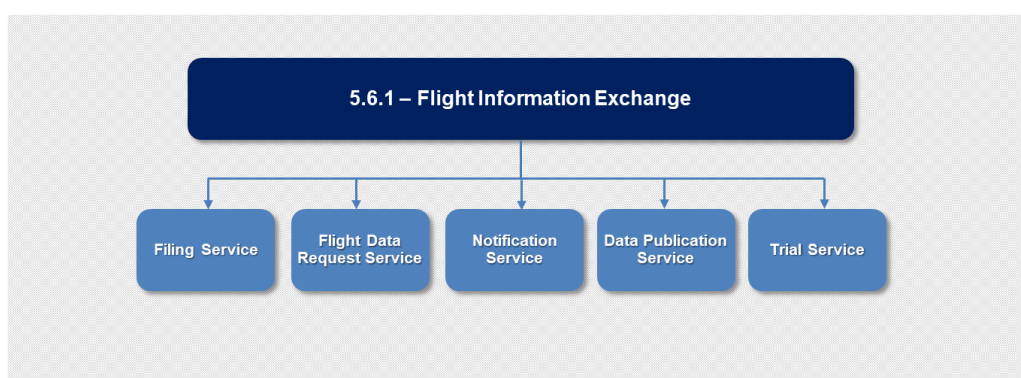 5.6.1 – Flight Information Exchange
Filing Service
Flight Data
Request Service
Notification
Service
Data Publication
Service
Trial Service